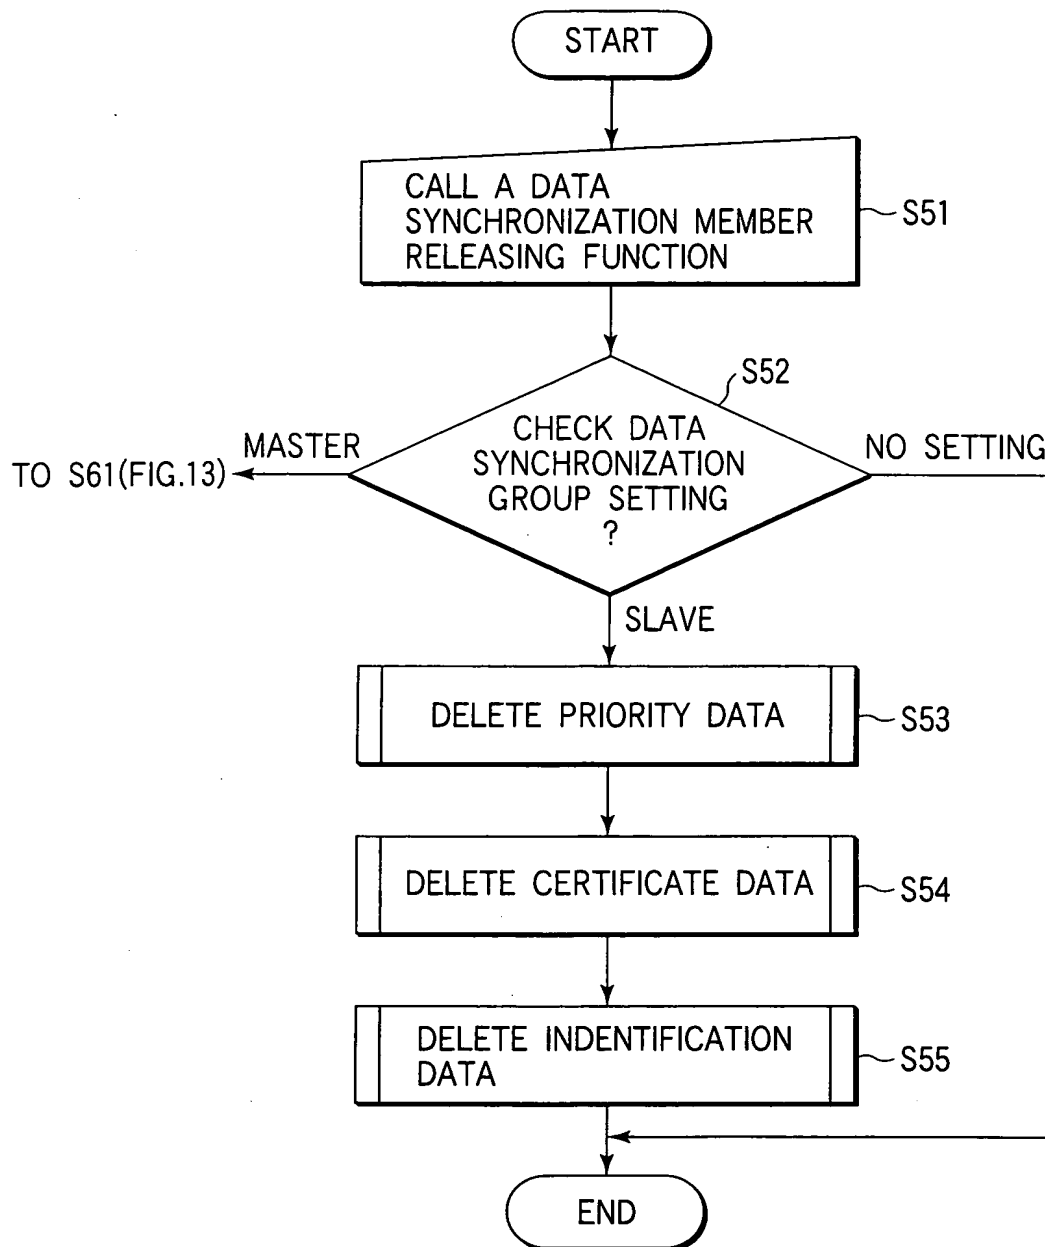 START
CALL A DATA
SYNCHRONIZATION MEMBER
RELEASING FUNCTION
S51
S52
CHECK DATA
SYNCHRONIZATION
GROUP SETTING
?
MASTER
TO S61(FIG.13)
NO SETTING
SLAVE
DELETE PRIORITY DATA
S53
DELETE CERTIFICATE DATA
S54
DELETE INDENTIFICATION
DATA
S55
END